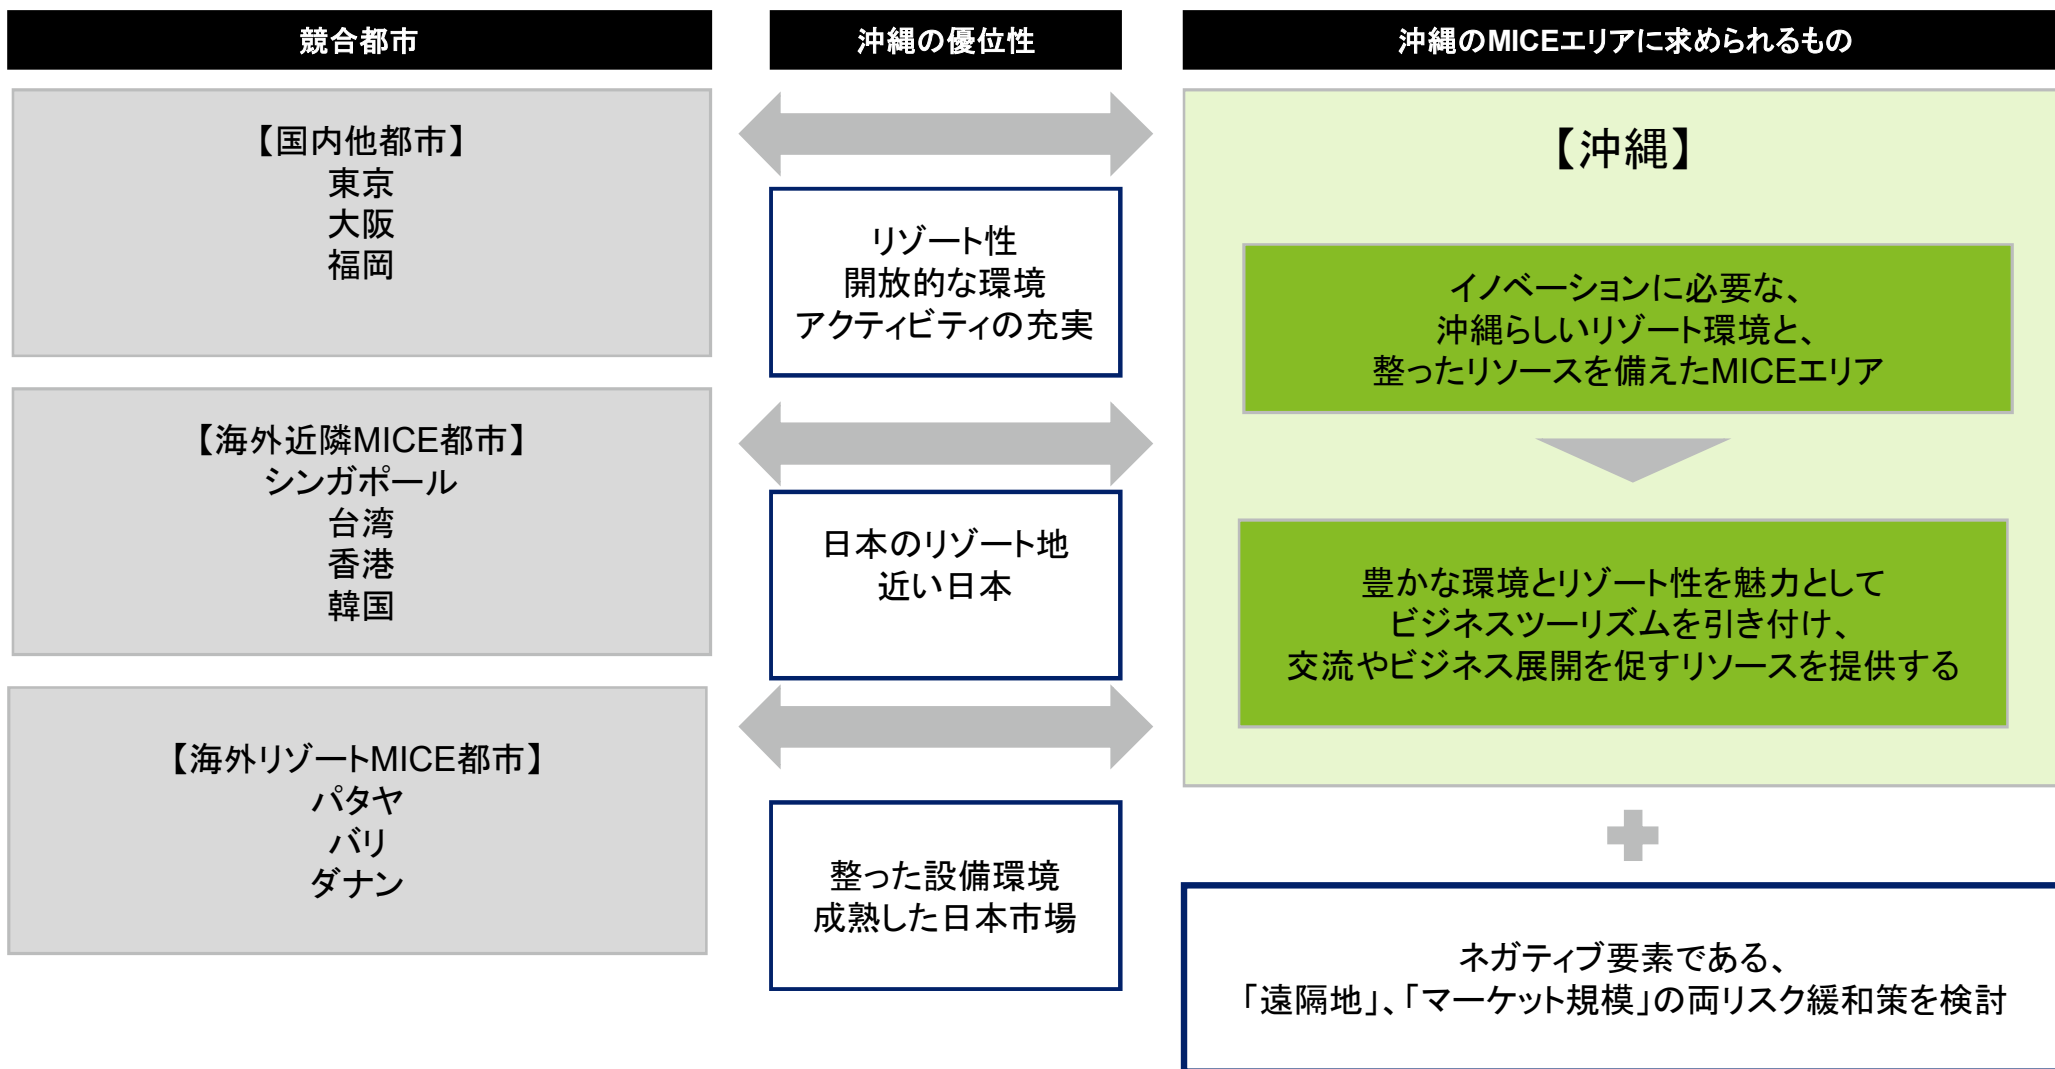 競合都市
【国内他都市】
東京
大阪
福岡
【海外近隣MICE都市】
シンガポール
台湾
香港
韓国
【海外リゾートMICE都市】
パタヤ
バリ
ダナン
沖縄の優位性
リゾート性
開放的な環境
アクティビティの充実
日本のリゾート地
近い日本
整った設備環境
成熟した日本市場
沖縄のMICEエリアに求められるもの
【沖縄】
イノベーションに必要な、
沖縄らしいリゾート環境と、
整ったリソースを備えたMICEエリア
豊かな環境とリゾート性を魅力として
ビジネスツーリズムを引き付け、
交流やビジネス展開を促すリソースを提供する
ネガティブ要素である、
「遠隔地」、「マーケット規模」の両リスク緩和策を検討